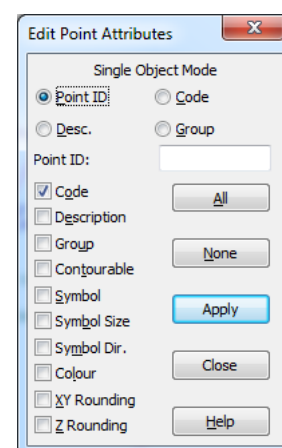 Edit Point Attributes
Single Object Mode
Point ID Code
Desc. Group
Point ID:
Code All
Description
Group None
Contourable
Symbol Apply
Symbol Size
Symbol Dir. Close
Colour
XY Rounding Help
Z Rounding